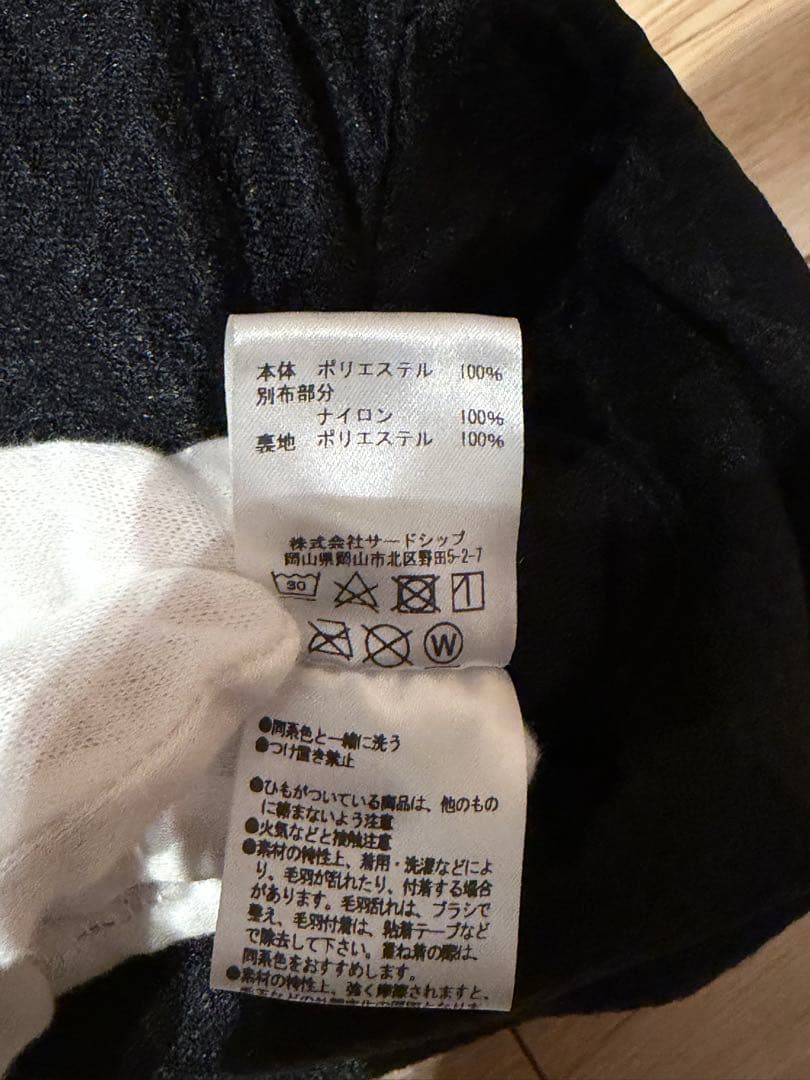 本体 ポリエステル 100%
別布部分
ナイロン 100%
裏地 ポリエステル 100%
株式会社サードシップ
岡山県岡山市北区野田5-2-7
30
W
●同系色と一緒に洗う
●つけ置き禁止
●ひもがついている商品は、他のもの
に絡まないよう注意
●火気などと接触注意
●素材の特性上、着用・洗濯などによ
り、毛羽が乱れたり、付着する場合
があります。毛羽乱れは、ブラシで
整え、毛羽付着は、粘着テープなど
で除去して下さい。重ね着の際は、
同系色をおすすめします。
●素材の特性上、強く摩擦されますと、